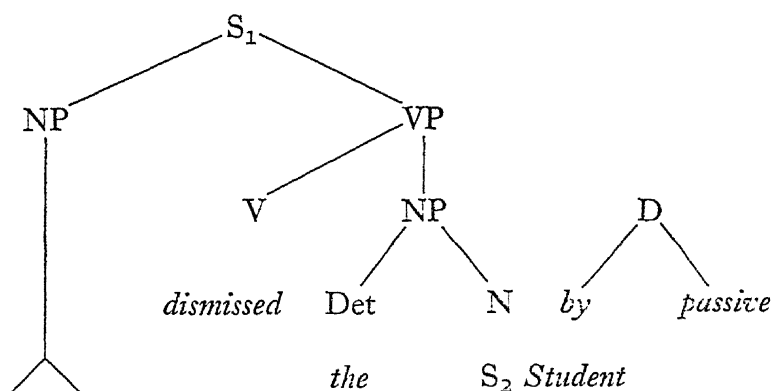 S₁
NP VP
V NP D
dismissed Det N by passive
the S₂ Student